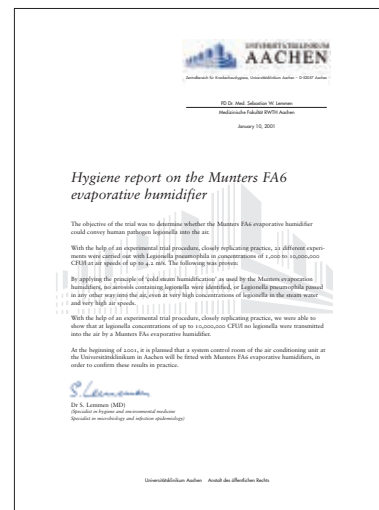 UNIVERSITÄTSKLINIKUM
AACHEN
Zentralbereich für Krankenhaushygiene, Universitätsklinikum Aachen – D-52057 Aachen
PD Dr. Med. Sebastian W. Lemmen
Medizinische Fakultät RWTH Aachen
January 10, 2001
Hygiene report on the Munters FA6
evaporative humidifier
The objective of the trial was to determine whether the Munters FA6 evaporative humidifier
could convey human pathogen legionella into the air.
With the help of an experimental trial procedure, closely replicating practice, 21 different experi-
ments were carried out with Legionella pneumophila in concentrations of 1,000 to 10,000,000
CFU/l at air speeds of up to 4.2 m/s. The following was proven:
By applying the principle of 'cold steam humidification' as used by the Munters evaporation
humidifiers, no aerosols containing legionella were identified, or Legionella pneumophila passed
in any other way into the air, even at very high concentrations of legionella in the steam water
and very high air speeds.
With the help of an experimental trial procedure, closely replicating practice, we were able to
show that at legionella concentrations of up to 10,000,000 CFU/l no legionella were transmitted
into the air by a Munters FA6 evaporative humidifier.
At the beginning of 2001, it is planned that a system control room of the air conditioning unit at
the Universitätsklinikum in Aachen will be fitted with Munters FA6 evaporative humidifiers, in
order to confirm these results in practice.
S. Lemmen
Dr S. Lemmen (MD)
(Specialist in hygiene and environmental medicine
Specialist in microbiology and infectious epidemiology)
Universitätsklinikum Aachen Anstalt des öffentlichen Rechts